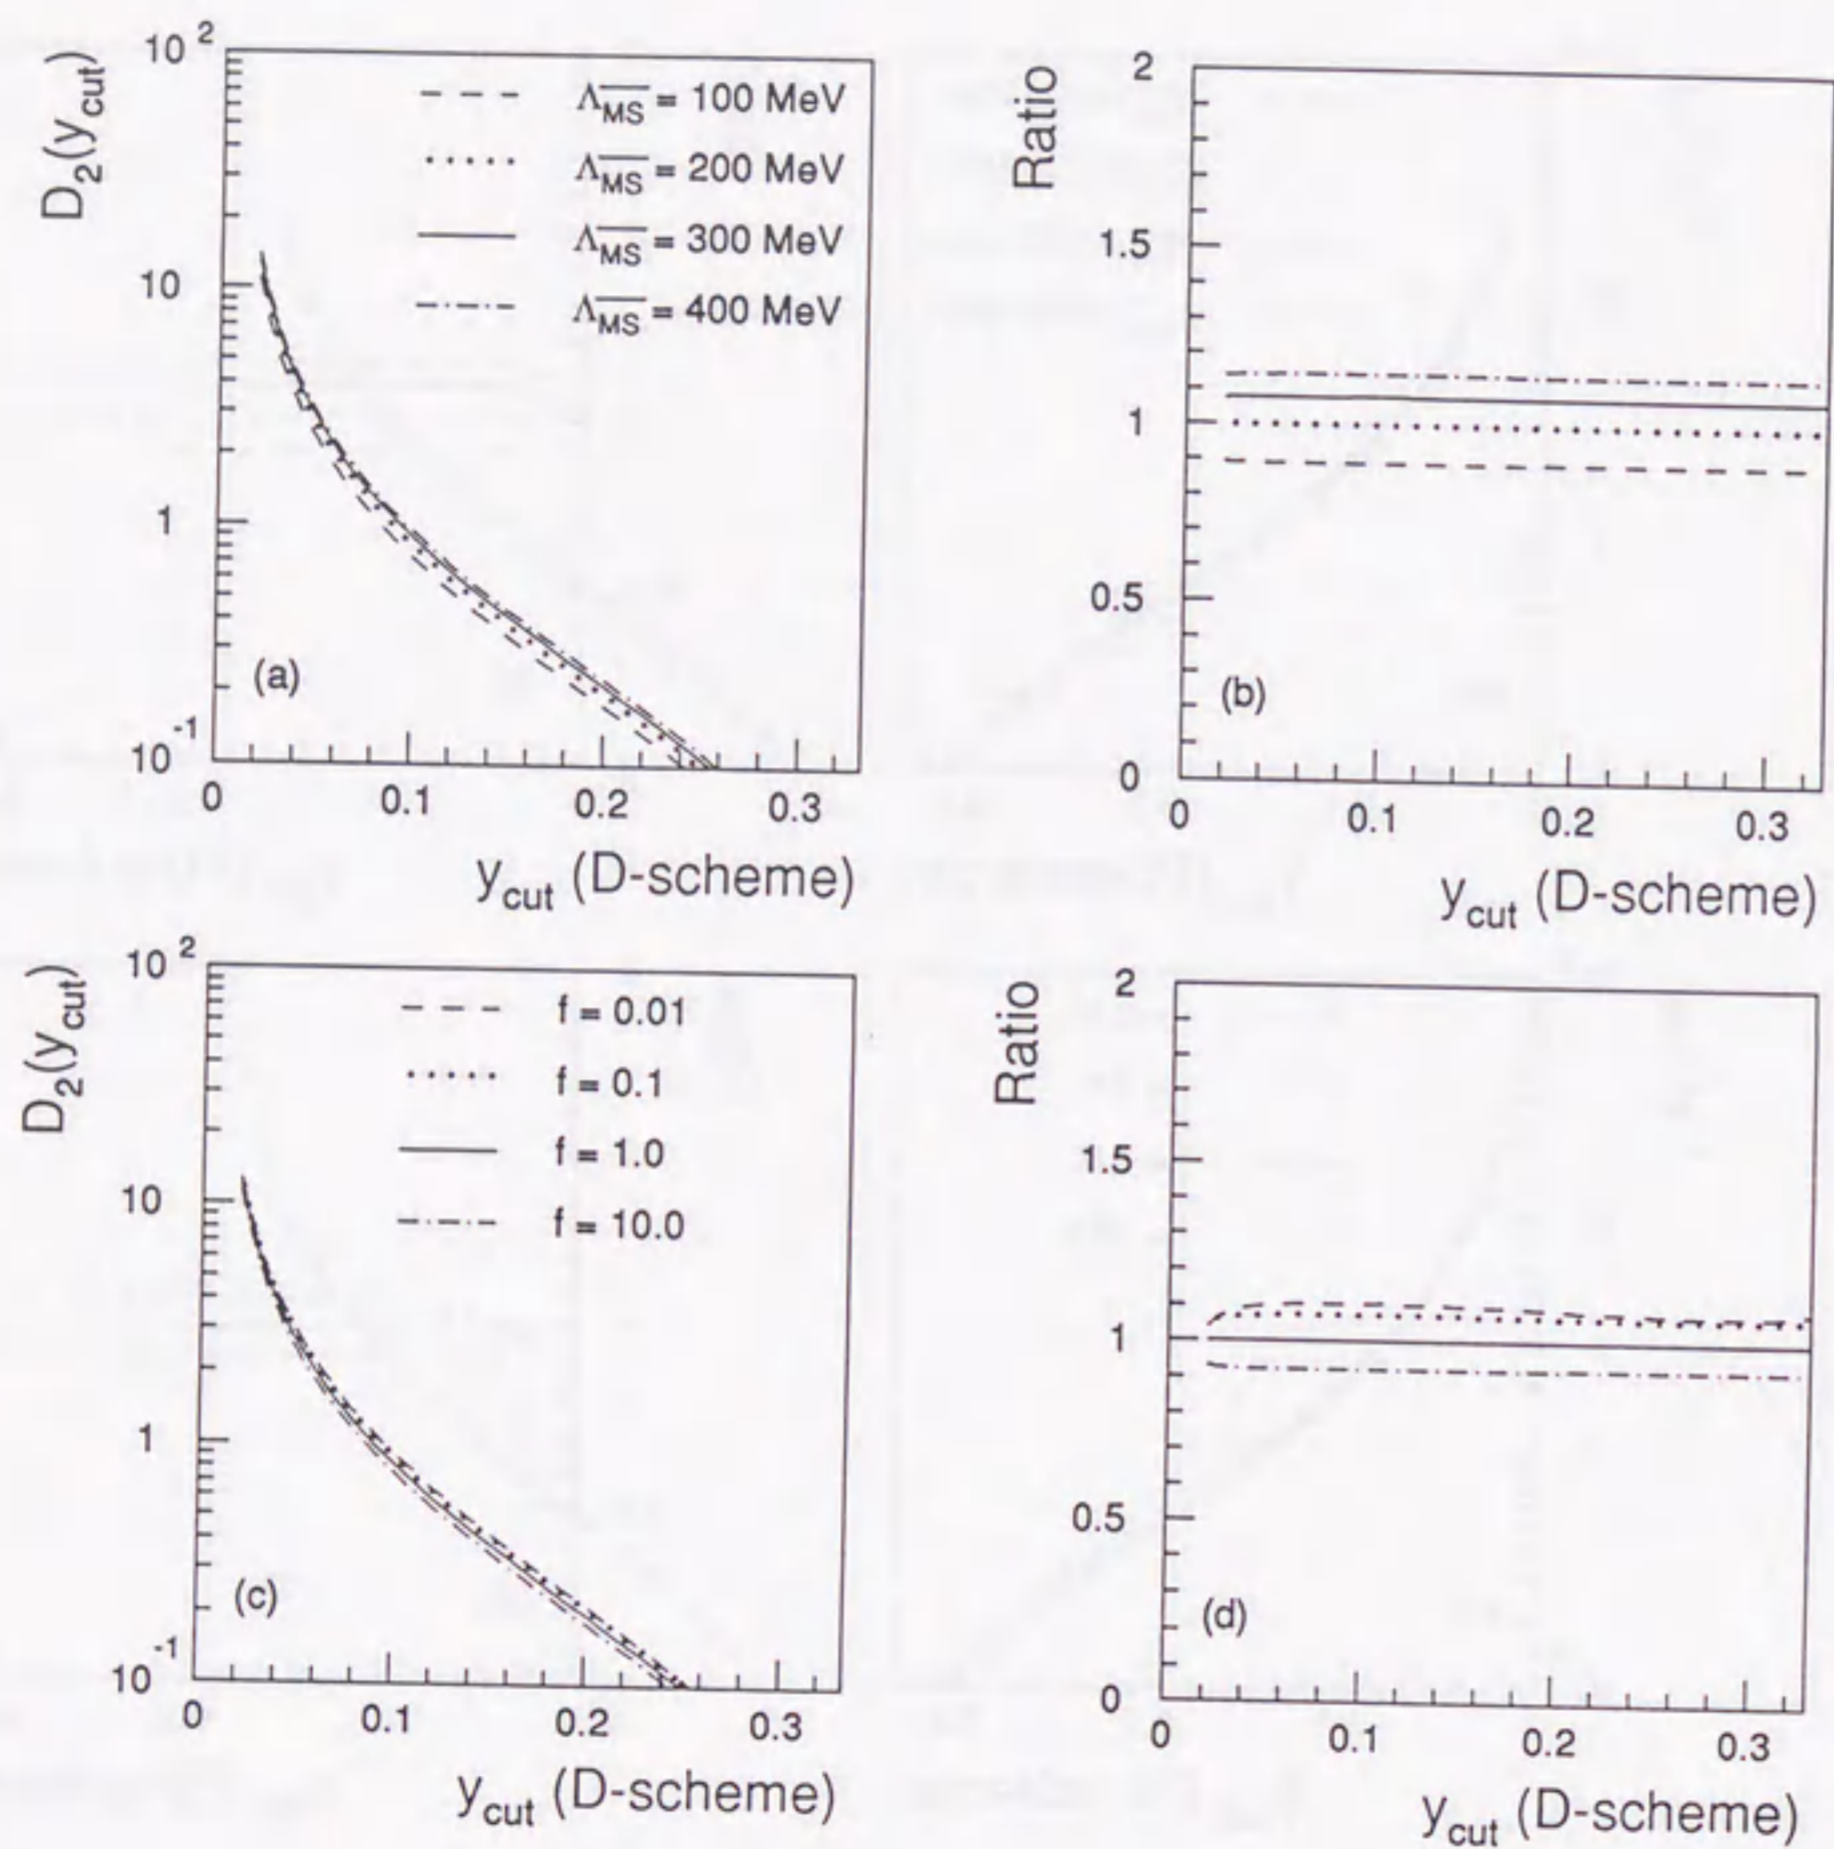 10 2
D2(ycut)
Λ MS = 100 MeV
Λ MS = 200 MeV
Λ MS = 300 MeV
Λ MS = 400 MeV
10
1
10 -1
(a)
0 0.1 0.2 0.3
ycut (D-scheme)
Ratio
2
1.5
1
0.5
0
(b)
0 0.1 0.2 0.3
ycut (D-scheme)
10 2
D2(ycut)
f = 0.01
f = 0.1
f = 1.0
f = 10.0
10
1
10 -1
(c)
0 0.1 0.2 0.3
ycut (D-scheme)
Ratio
2
1.5
1
0.5
0
(d)
0 0.1 0.2 0.3
ycut (D-scheme)